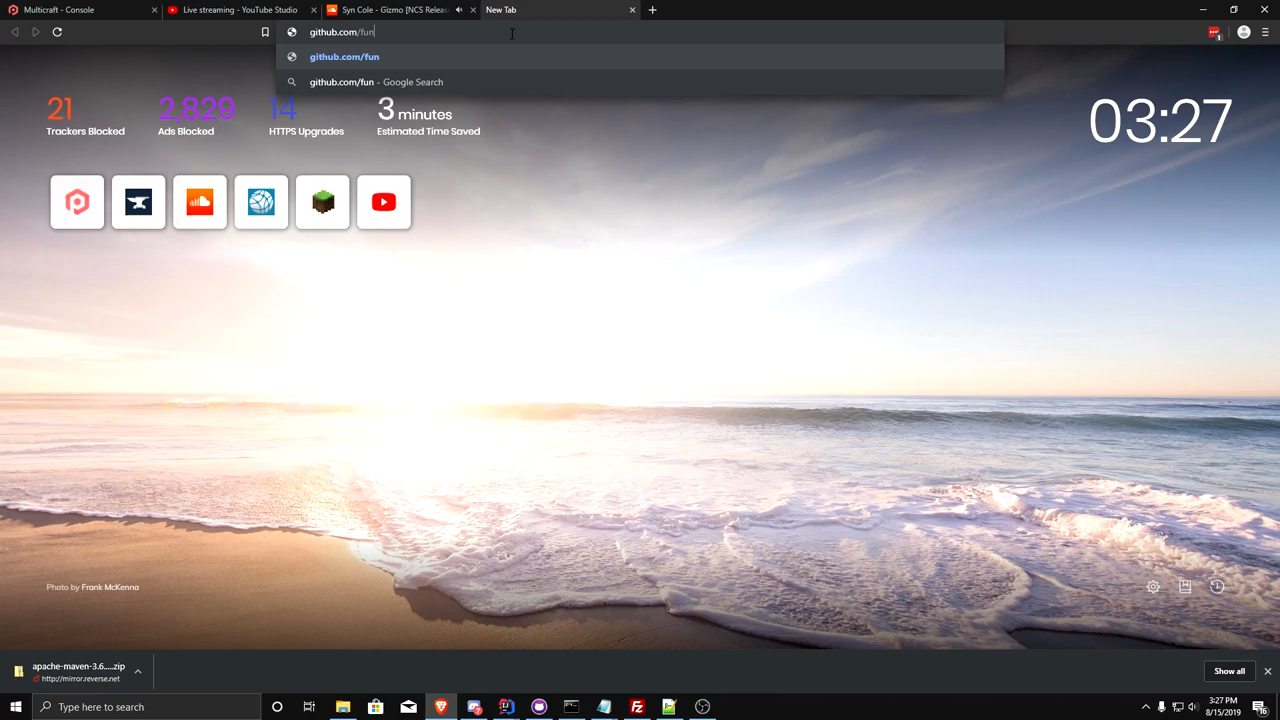 Multicraft - Console
Live streaming - YouTube Studio
Syn Cole - Gizmo [NCS Releas
New Tab
github.com/fun
github.com/fun
github.com/fun - Google Search
21
Trackers Blocked
2,829
Ads Blocked
14
HTTPS Upgrades
3 minutes
Estimated Time Saved
03:27
Photo by Frank McKenna
apache-maven-3.6.....zip
http://mirror.reverse.net
Show all
Type here to search
3:27 PM
8/15/2019